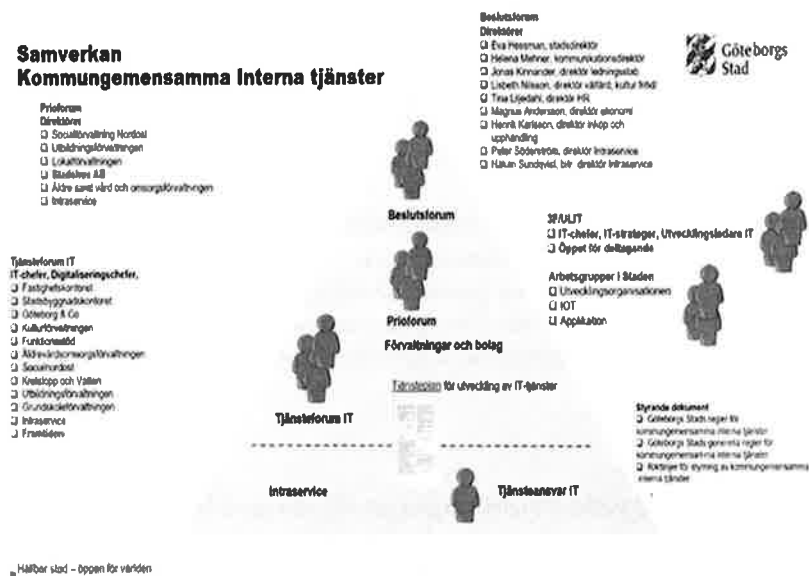 Samverkan
Kommungemensamma Interna tjänster
Prioforum
Direktörer
Socialförvaltning Nordost
Utbildningsförvaltningen
Lokalförvaltningen
Stadshus AB
Äldre samt vård och omsorgsförvaltningen
Intraservice
Beslutsforum
Direktörer
Eva Hessman, stadsdirektör
Helena Mehner, kommunikationsdirektör
Jonas Kinnander, direktör ledningsstab
Lisbeth Nilsson, direktör välfärd, kultur fritid
Tina Liljedahl, direktör HR
Magnus Andersson, direktör ekonomi
Henrik Karlsson, direktör inköp och
upphandling
Peter Söderström, direktör Intraservice
Håkan Sundqvist, bitr direktör Intraservice
Göteborgs
Stad
Beslutsforum
Prioforum
Förvaltningar och bolag
Tjänsteplan för utveckling av IT-tjänster
Tjänsteforum IT
IT-chefer, Digitaliseringschefer,
Fastighetskontoret
Stadsbyggnadskontoret
Göteborg & Co
Kulturförvaltningen
Funktionsstöd
Socialnordost
Kretslopp och Vatten
Utbildningsförvaltningen
Grundskoleförvaltningen
Intraservice
Framtiden
Tjänsteforum IT
3F/ULIT
IT-chefer, IT-strateger, Utvecklingsledare IT
Öppet för deltagande
Arbetsgrupper i Staden
Utvecklingsorganisationen
IOT
Applikation
Styrande dokument
Göteborgs Stads regler för
kommungemensamma interna tjänster
Göteborgs Stads generella regler för
kommungemensamma interna tjänster
Riktlinjer för styrning av kommungemensamma
interna tjänster
Intraservice
Tjänsteansvar IT
Hållbar stad – öppen för världen